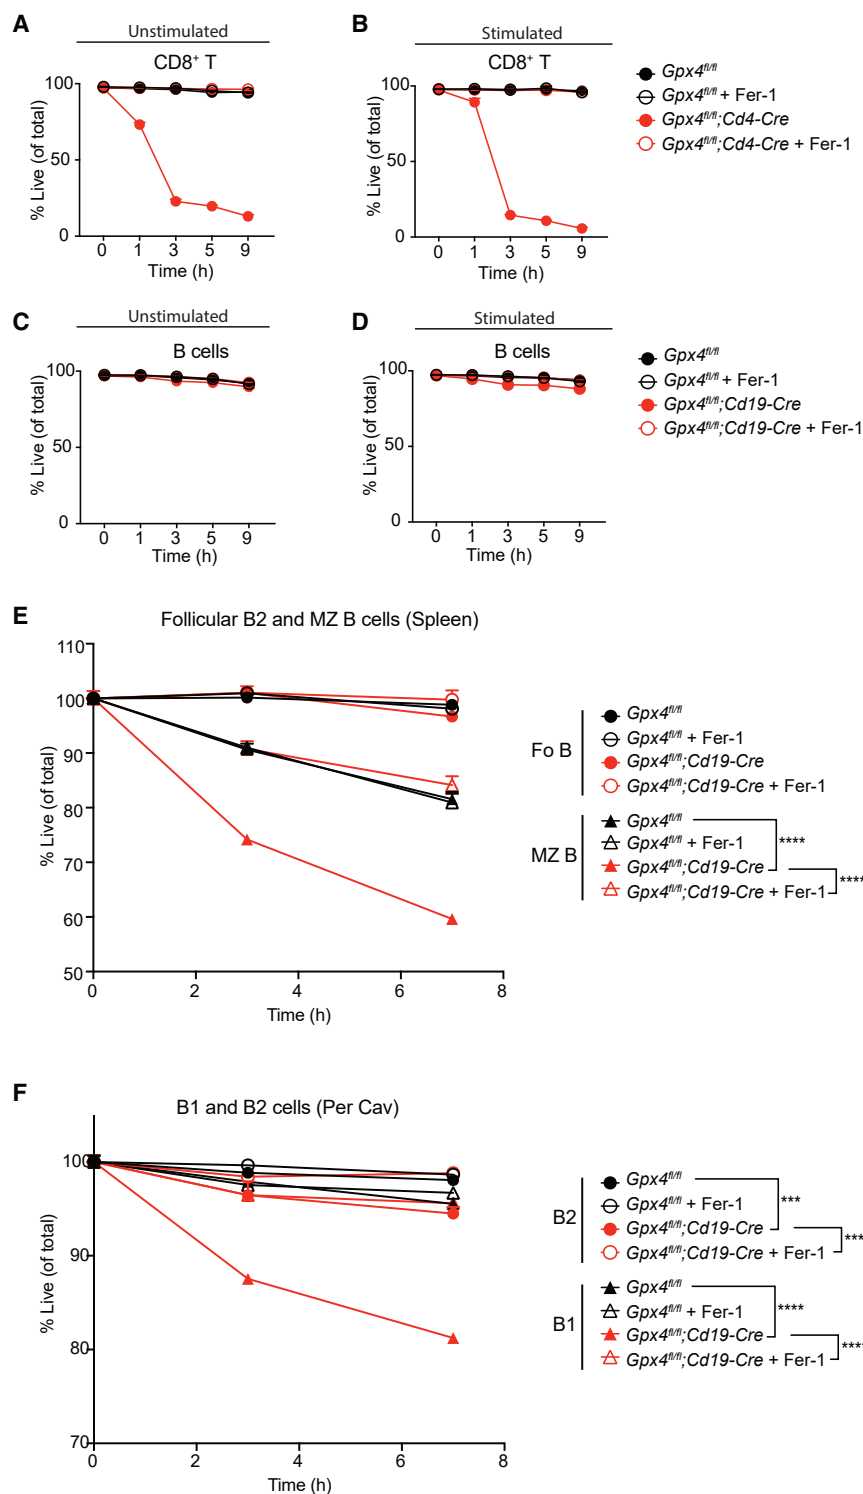 A
Unstimulated
CD8⁺ T
% Live (of total)
100
50
0
0 1 3 5 9
Time (h)
B
Stimulated
CD8⁺ T
% Live (of total)
100
50
0
0 1 3 5 9
Time (h)
Gpx4fl/fl
Gpx4fl/fl + Fer-1
Gpx4fl/fl;Cd4-Cre
Gpx4fl/fl;Cd4-Cre + Fer-1
C
Unstimulated
B cells
% Live (of total)
100
50
0
0 1 3 5 9
Time (h)
D
Stimulated
B cells
% Live (of total)
100
50
0
0 1 3 5 9
Time (h)
Gpx4fl/fl
Gpx4fl/fl + Fer-1
Gpx4fl/fl;Cd19-Cre
Gpx4fl/fl;Cd19-Cre + Fer-1
E
Follicular B2 and MZ B cells (Spleen)
% Live (of total)
110
100
90
80
70
60
50
0 2 4 6 8
Time (h)
Fo B
Gpx4fl/fl
Gpx4fl/fl + Fer-1
Gpx4fl/fl;Cd19-Cre
Gpx4fl/fl;Cd19-Cre + Fer-1
MZ B
Gpx4fl/fl
Gpx4fl/fl + Fer-1
Gpx4fl/fl;Cd19-Cre
Gpx4fl/fl;Cd19-Cre + Fer-1
****
****
F
B1 and B2 cells (Per Cav)
% Live (of total)
100
90
80
70
0 2 4 6 8
Time (h)
B2
Gpx4fl/fl
Gpx4fl/fl + Fer-1
Gpx4fl/fl;Cd19-Cre
Gpx4fl/fl;Cd19-Cre + Fer-1
***
***
B1
Gpx4fl/fl
Gpx4fl/fl + Fer-1
Gpx4fl/fl;Cd19-Cre
Gpx4fl/fl;Cd19-Cre + Fer-1
****
****